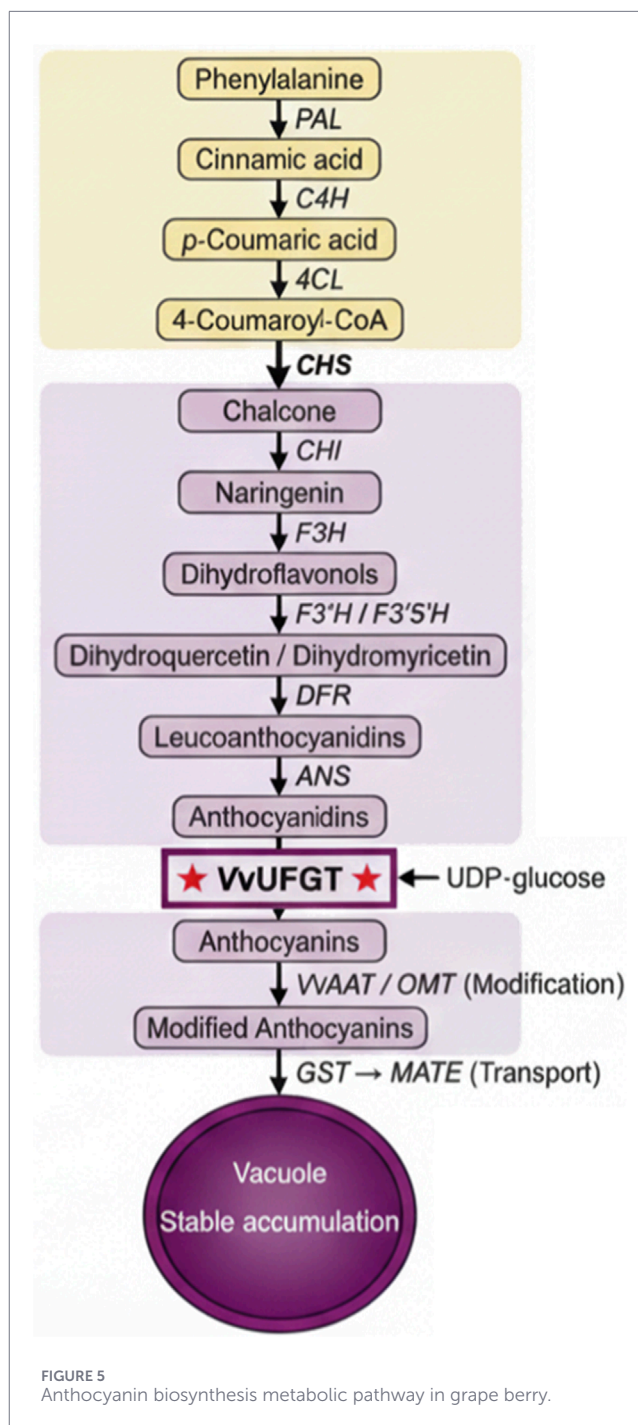 Phenylalanine
PAL
Cinnamic acid
C4H
p-Coumaric acid
4CL
4-Coumaroyl-CoA
CHS
Chalcone
CHI
Naringenin
F3H
Dihydroflavonols
F3'H / F3'S'H
Dihydroquercetin / Dihydromyricetin
DFR
Leucoanthocyanidins
ANS
Anthocyanidins
★ VvUFGT ★ ← UDP-glucose
Anthocyanins
VVAAT / OMT (Modification)
Modified Anthocyanins
GST → MATE (Transport)
Vacuole
Stable accumulation
FIGURE 5
Anthocyanin biosynthesis metabolic pathway in grape berry.